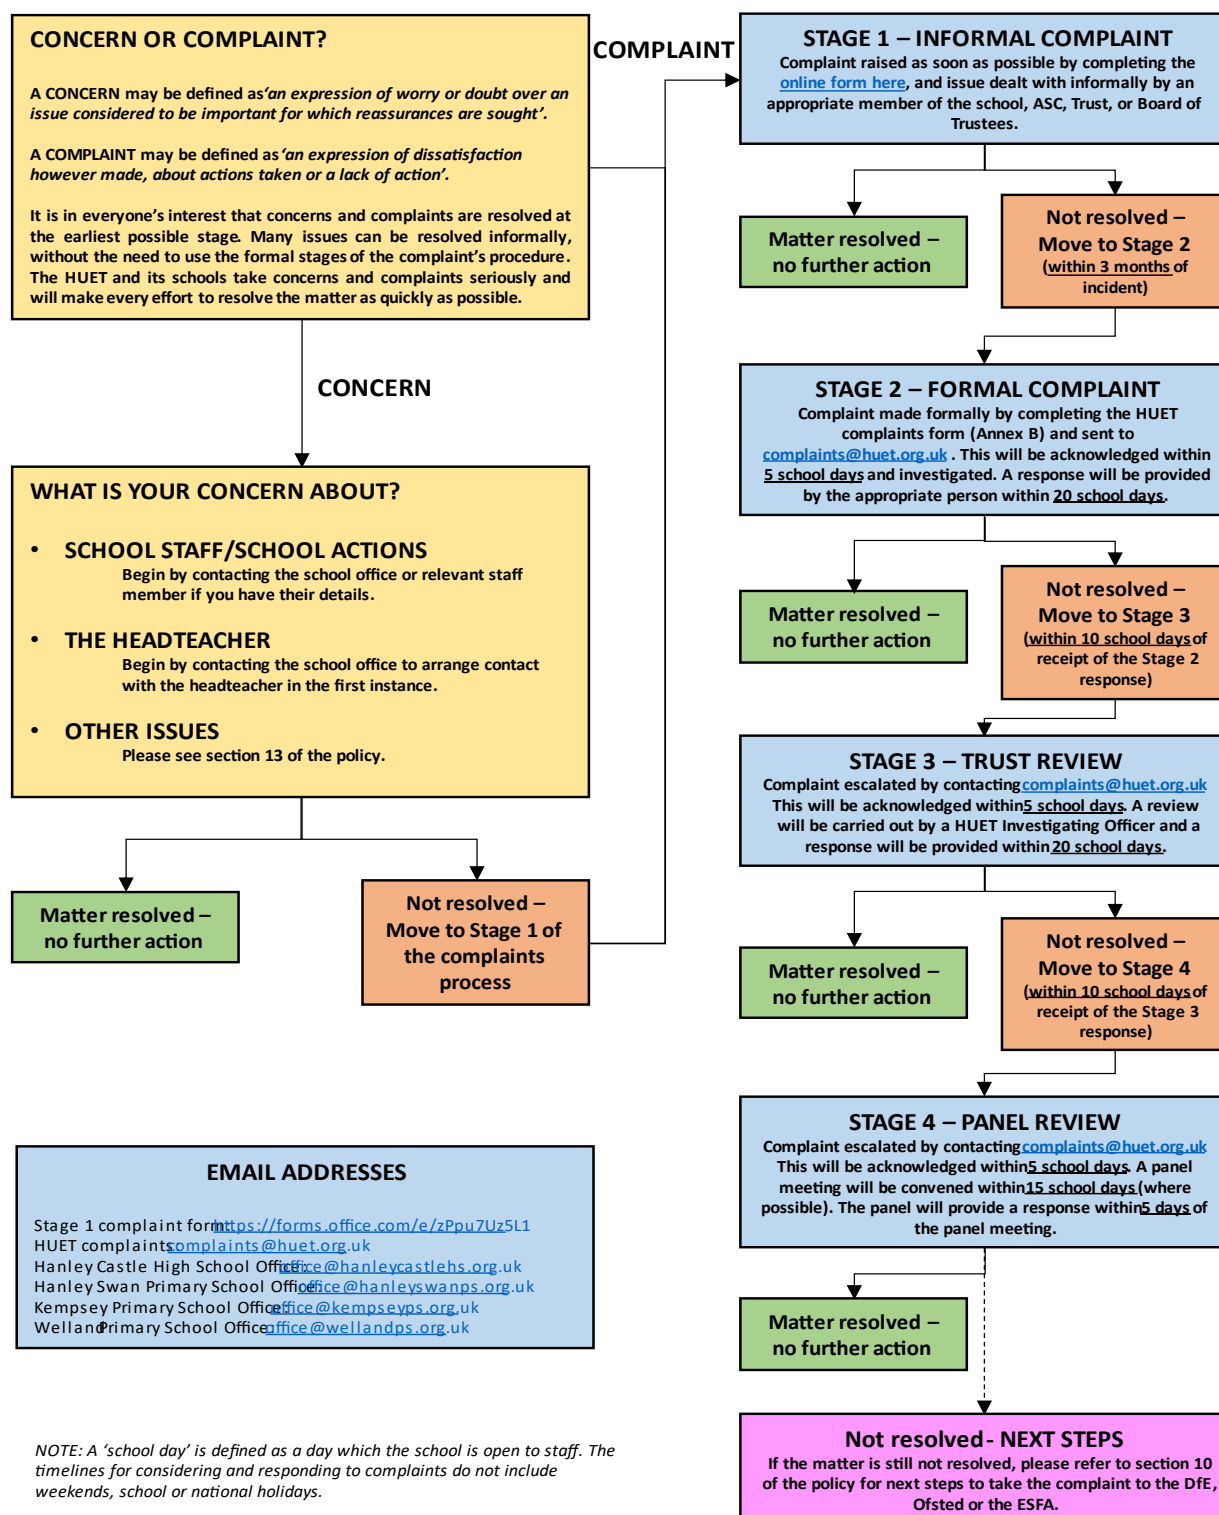 CONCERN OR COMPLAINT?
A CONCERN may be defined as ‘an expression of worry or doubt over an
issue considered to be important for which reassurances are sought’.
A COMPLAINT may be defined as ‘an expression of dissatisfaction
however made, about actions taken or a lack of action’.
It is in everyone’s interest that concerns and complaints are resolved at
the earliest possible stage. Many issues can be resolved informally,
without the need to use the formal stages of the complaint’s procedure.
The HUET and its schools take concerns and complaints seriously and
will make every effort to resolve the matter as quickly as possible.
COMPLAINT
CONCERN
WHAT IS YOUR CONCERN ABOUT?
• SCHOOL STAFF/SCHOOL ACTIONS
Begin by contacting the school office or relevant staff
member if you have their details.
• THE HEADTEACHER
Begin by contacting the school office to arrange contact
with the headteacher in the first instance.
• OTHER ISSUES
Please see section 13 of the policy.
Matter resolved –
no further action
Not resolved –
Move to Stage 1 of
the complaints
process
STAGE 1 – INFORMAL COMPLAINT
Complaint raised as soon as possible by completing the
online form here, and issue dealt with informally by an
appropriate member of the school, ASC, Trust, or Board of
Trustees.
Matter resolved –
no further action
Not resolved –
Move to Stage 2
(within 3 months of
incident)
STAGE 2 – FORMAL COMPLAINT
Complaint made formally by completing the HUET
complaints form (Annex B) and sent to
complaints@huet.org.uk . This will be acknowledged within
5 school days and investigated. A response will be provided
by the appropriate person within 20 school days.
Matter resolved –
no further action
Not resolved –
Move to Stage 3
(within 10 school days of
receipt of the Stage 2
response)
STAGE 3 – TRUST REVIEW
Complaint escalated by contacting complaints@huet.org.uk
This will be acknowledged within 5 school days. A review
will be carried out by a HUET Investigating Officer and a
response will be provided within 20 school days.
Matter resolved –
no further action
Not resolved –
Move to Stage 4
(within 10 school days of
receipt of the Stage 3
response)
STAGE 4 – PANEL REVIEW
Complaint escalated by contacting complaints@huet.org.uk
This will be acknowledged within 5 school days. A panel
meeting will be convened within 15 school days (where
possible). The panel will provide a response within 5 days of
the panel meeting.
Matter resolved –
no further action
Not resolved - NEXT STEPS
If the matter is still not resolved, please refer to section 10
of the policy for next steps to take the complaint to the DfE,
Ofsted or the ESFA.
EMAIL ADDRESSES
Stage 1 complaint form: https://forms.office.com/e/zPpu7Uz5L1
HUET complaints: complaints@huet.org.uk
Hanley Castle High School Office: office@hanleycastlehs.org.uk
Hanley Swan Primary School Office: office@hanleyswanps.org.uk
Kempsey Primary School Office: office@kempseyps.org.uk
Welland Primary School Office: office@wellandps.org.uk
NOTE: A ‘school day’ is defined as a day which the school is open to staff. The
timelines for considering and responding to complaints do not include
weekends, school or national holidays.